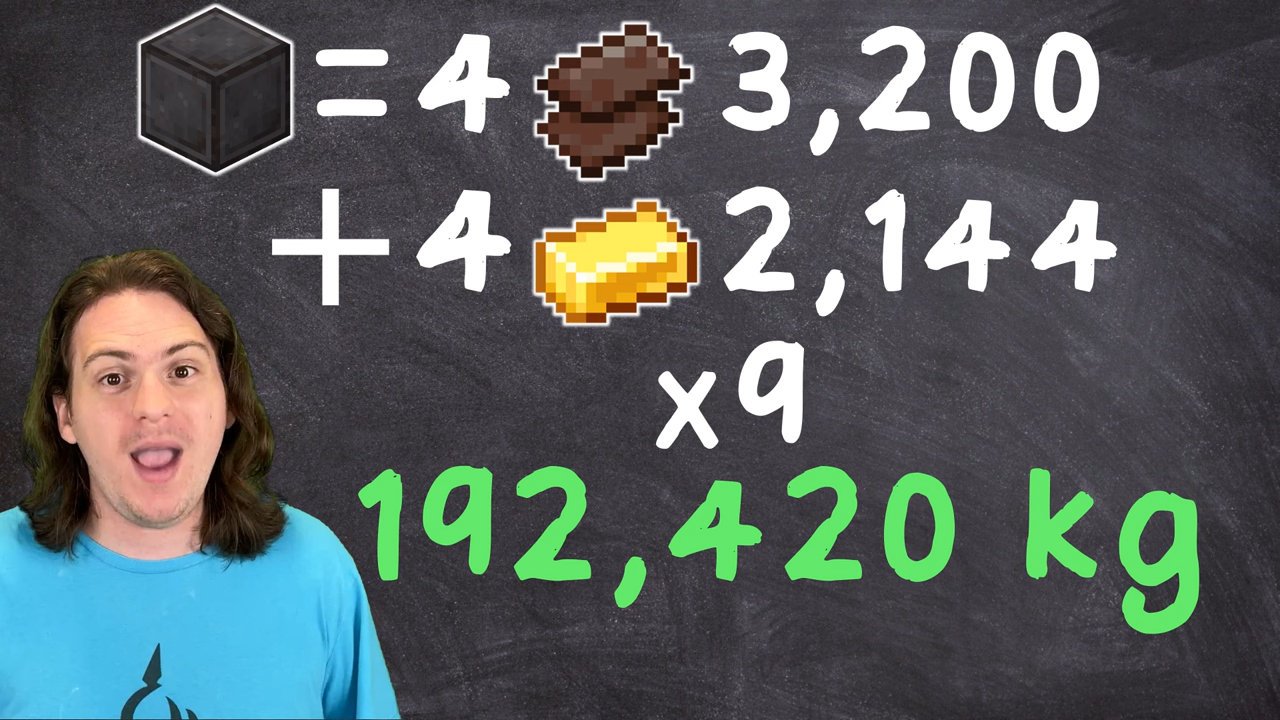 = 4 3,200
+ 4 2,144
x9
192,420 kg